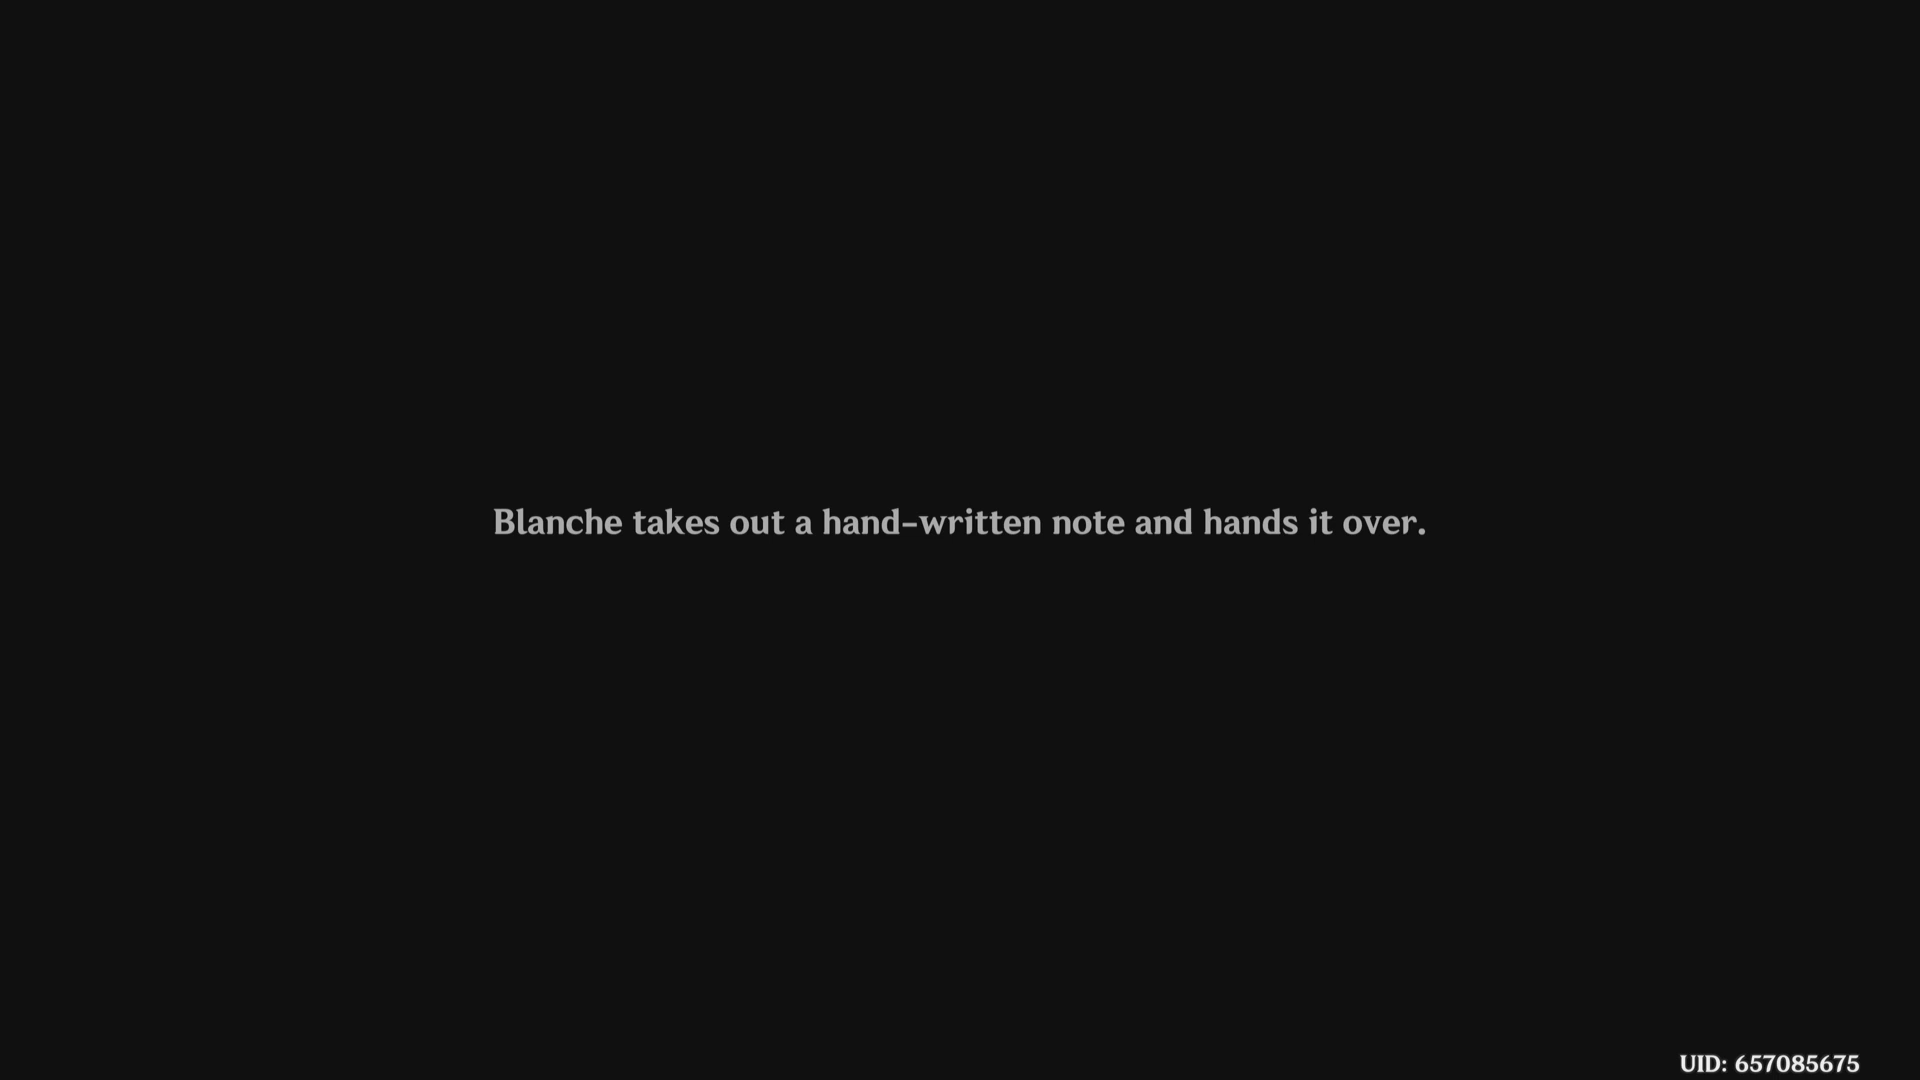 Blanche takes out a hand-written note and hands it over.
UID: 657085675